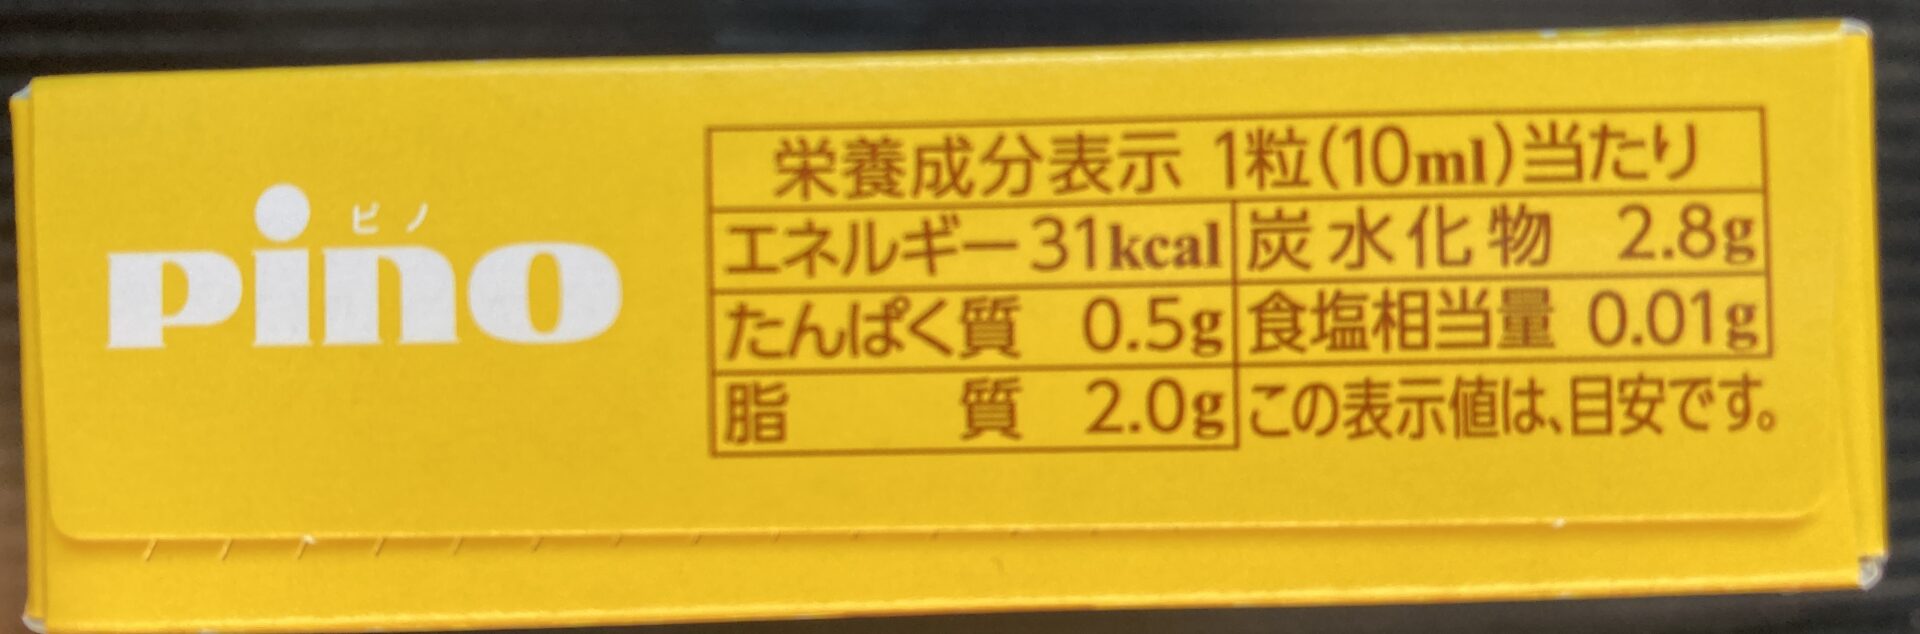 ピノ
pino
栄養成分表示 1粒(10ml)当たり
エネルギー 31kcal 炭水化物 2.8g
たんぱく質 0.5g 食塩相当量 0.01g
脂質 2.0g この表示値は、目安です。